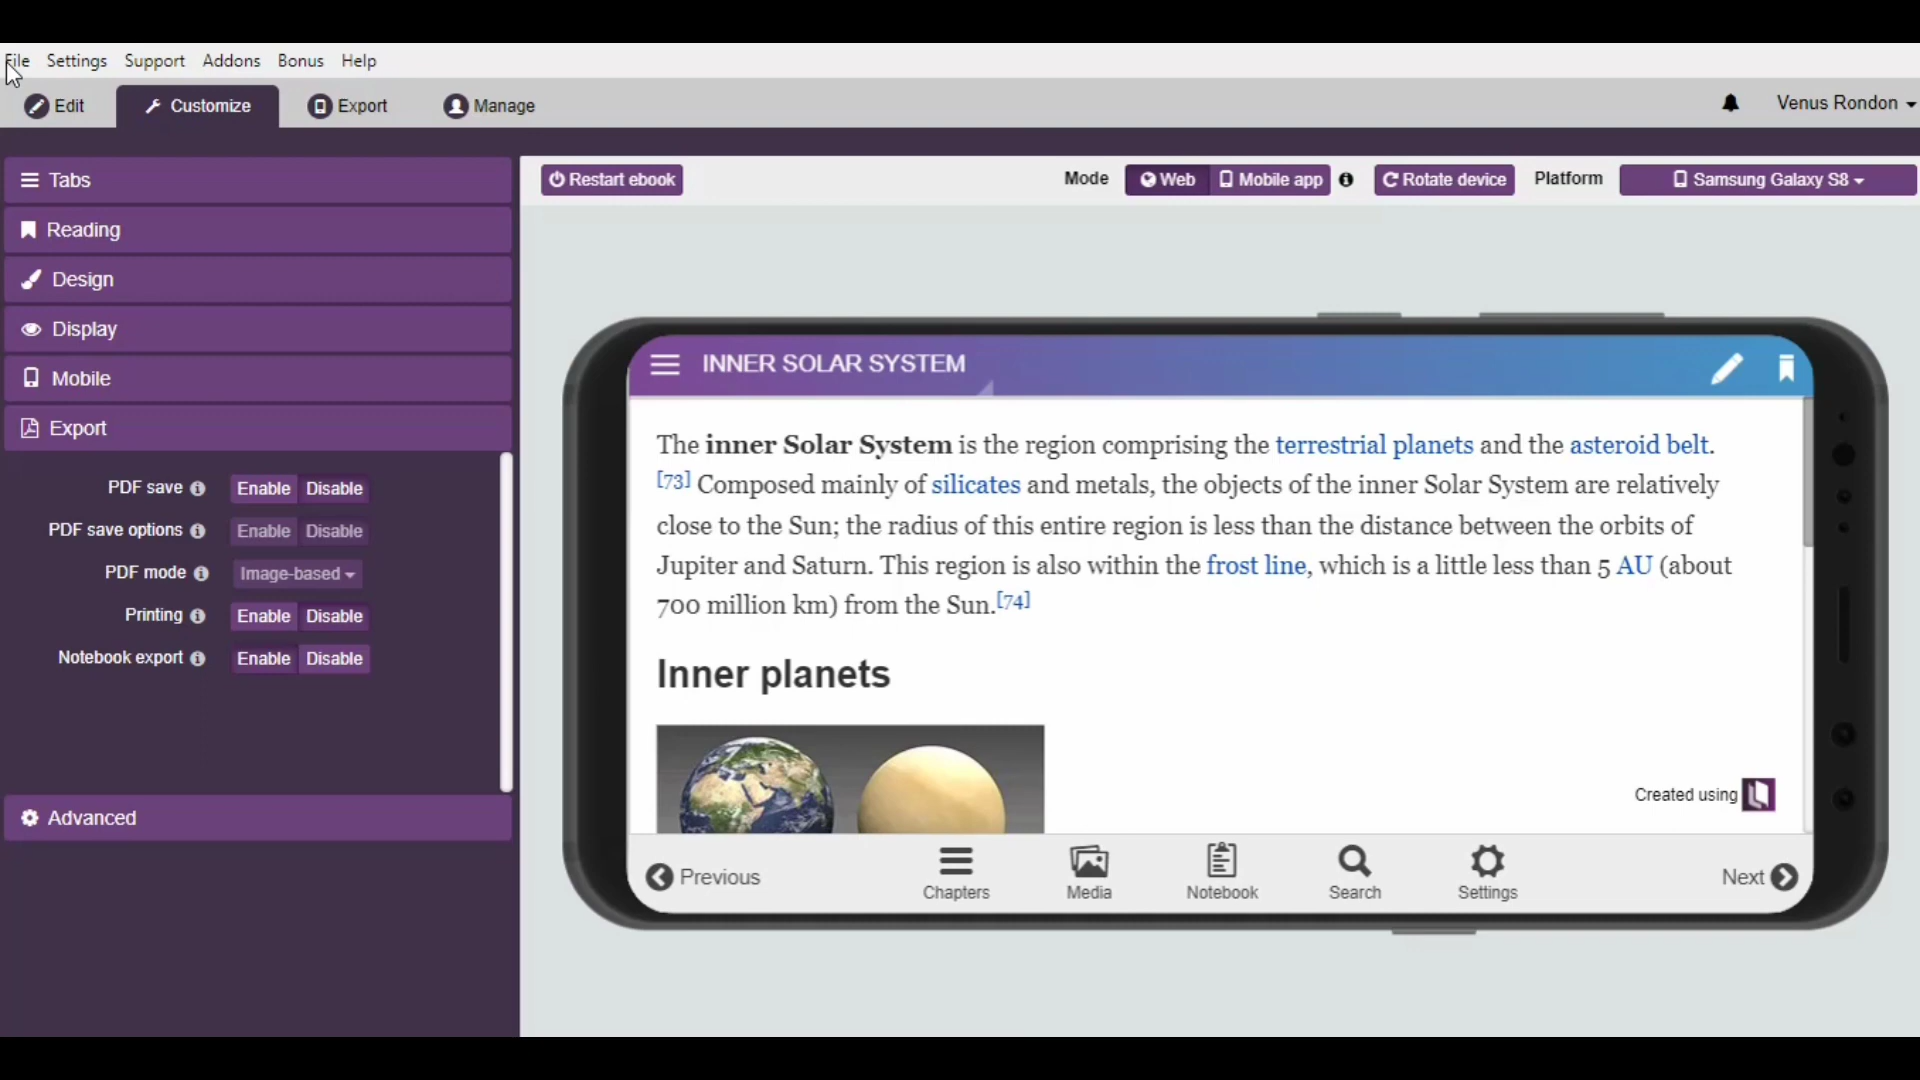 File Settings Support Addons Bonus Help
Edit Customize Export Manage Venus Rondon
Tabs
Reading
Design
Display
Mobile
Export
PDF save Enable Disable
PDF save options Enable Disable
PDF mode Image-based
Printing Enable Disable
Notebook export Enable Disable
Advanced
Restart ebook Mode Web Mobile app Rotate device Platform Samsung Galaxy S8
INNER SOLAR SYSTEM
The inner Solar System is the region comprising the terrestrial planets and the asteroid belt.
[73] Composed mainly of silicates and metals, the objects of the inner Solar System are relatively
close to the Sun; the radius of this entire region is less than the distance between the orbits of
Jupiter and Saturn. This region is also within the frost line, which is a little less than 5 AU (about
700 million km) from the Sun.[74]
Inner planets
Created using
Previous Chapters Media Notebook Search Settings Next